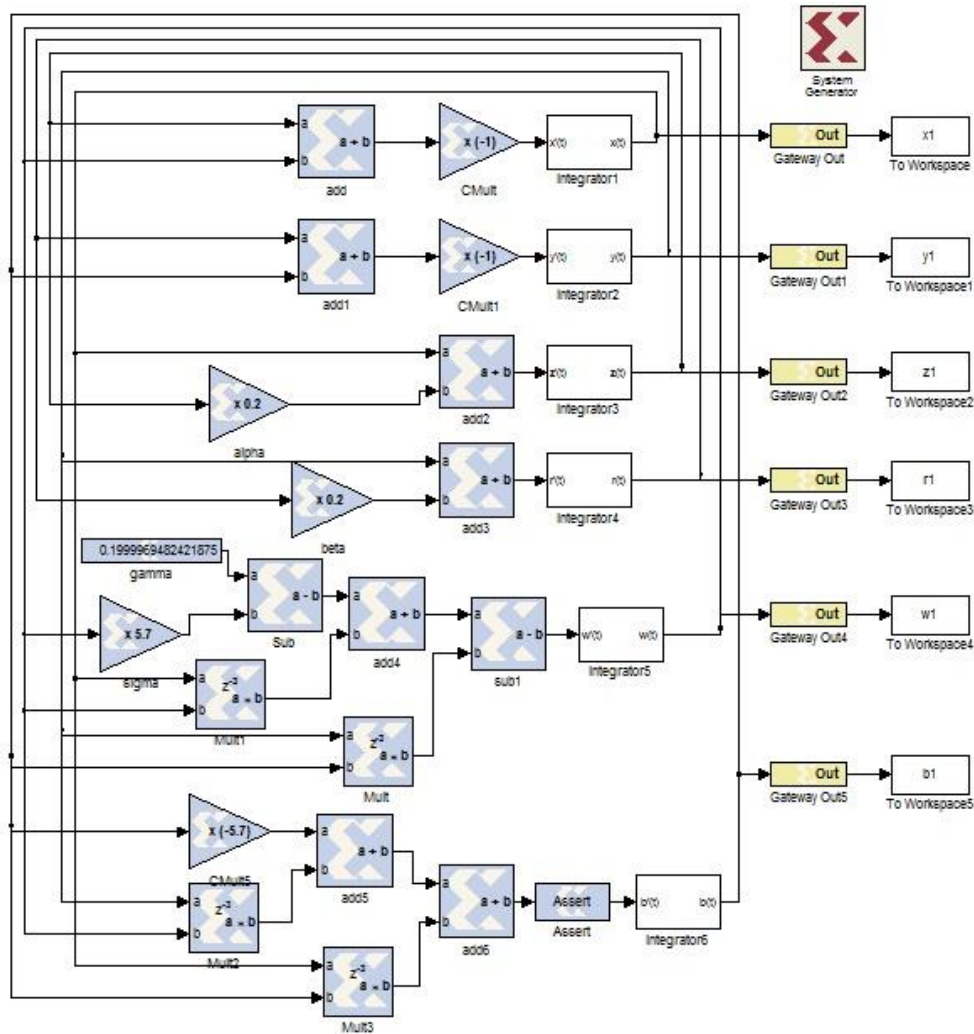 System
Generator
a
b
a + b
add
x (-1)
CMult
x'(t)
x(t)
Integrator1
Out
Gateway Out
x1
To Workspace
a
b
a + b
add1
x (-1)
CMult1
y'(t)
y(t)
Integrator2
Out
Gateway Out1
y1
To Workspace1
a
b
a + b
add2
x 0.2
alpha
z'(t)
z(t)
Integrator3
Out
Gateway Out2
z1
To Workspace2
a
b
a + b
add3
x 0.2
beta
r'(t)
r(t)
Integrator4
Out
Gateway Out3
r1
To Workspace3
0.1999969482421875
gamma
a
b
a - b
Sub
x 5.7
sigma
a
b
a + b
add4
a
b
a - b
sub1
w'(t)
w(t)
Integrator5
Out
Gateway Out4
w1
To Workspace4
a
b
z⁻³
a × b
Mult1
a
b
z⁻³
a × b
Mult
Out
Gateway Out5
b1
To Workspace5
x (-5.7)
CMult5
a
b
a + b
add5
a
b
z⁻³
a × b
Mult2
a
b
a + b
add6
Assert
Assert
b'(t)
b(t)
Integrator6
a
b
z⁻³
a × b
Mult3